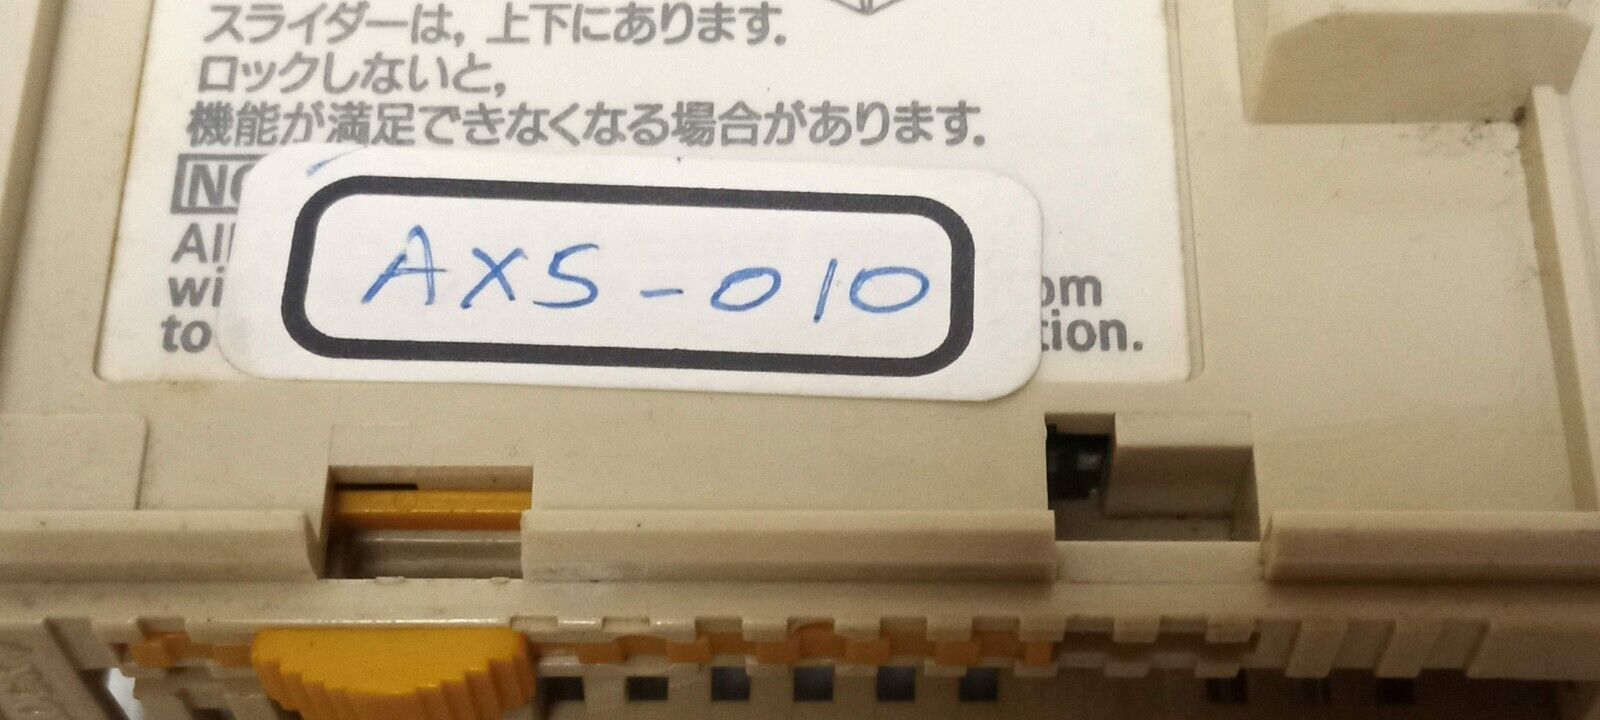 スライダーは，上下にあります．
ロックしないと，
機能が満足できなくなる場合があります．
AXS-010
to
tion.